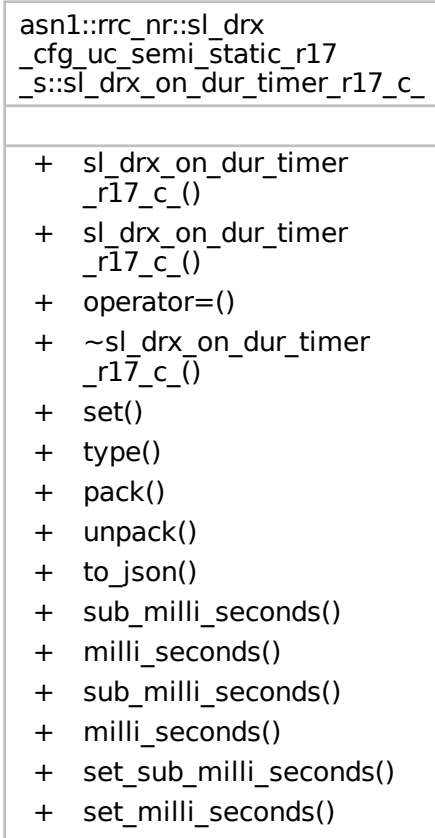 asn1::rrc_nr::sl_drx
_cfg_uc_semi_static_r17
_s::sl_drx_on_dur_timer_r17_c_
+ sl_drx_on_dur_timer
_r17_c_()
+ sl_drx_on_dur_timer
_r17_c_()
+ operator=()
+ ~sl_drx_on_dur_timer
_r17_c_()
+ set()
+ type()
+ pack()
+ unpack()
+ to_json()
+ sub_milli_seconds()
+ milli_seconds()
+ sub_milli_seconds()
+ milli_seconds()
+ set_sub_milli_seconds()
+ set_milli_seconds()